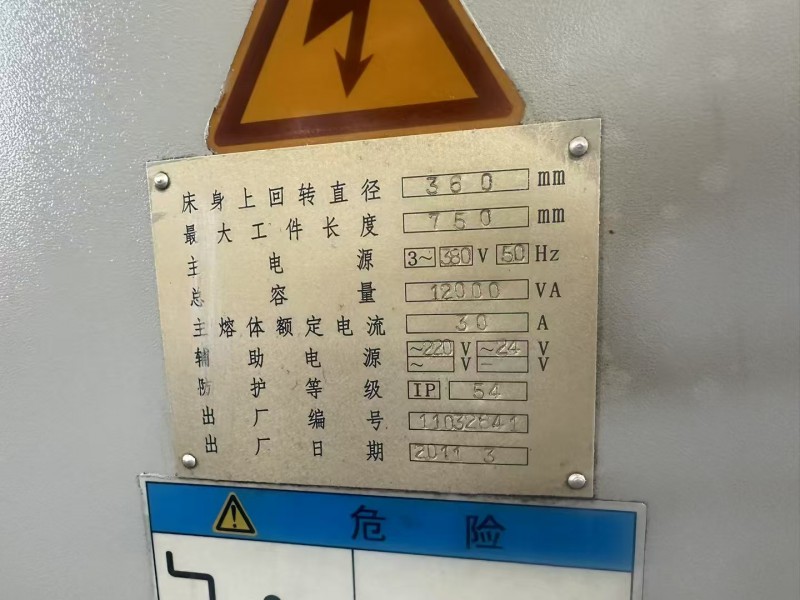 床身上回转直径 360 mm
最大工件长度 750 mm
主电源 3~ 380 V 50 Hz
总容量 12000 VA
主熔体额定电流 30 A
辅助电源 ~220 V ~24 V
~ V — V
防护等级 IP 54
出厂编号 11032641
出厂日期 2011 3
危险